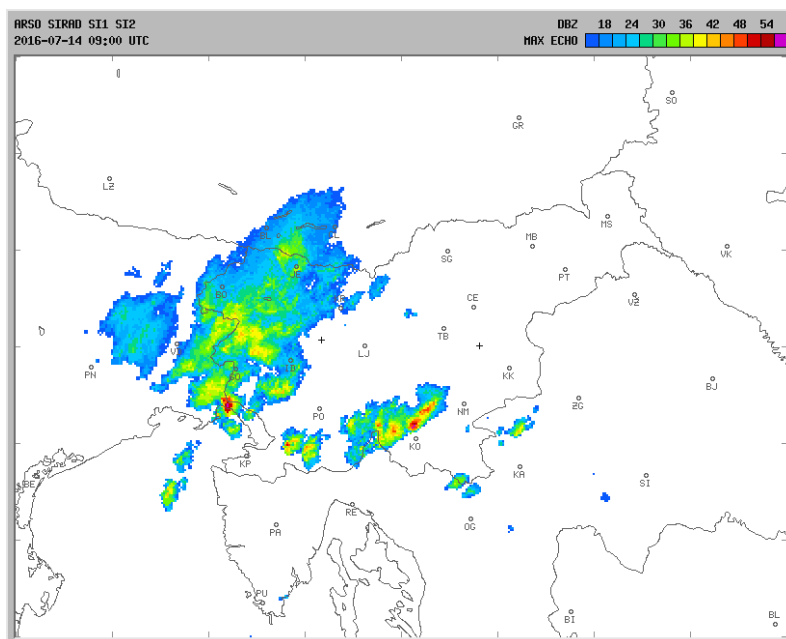 ARSO SIRAD SI1 SI2 DBZ 18 24 30 36 42 48 54
2016-07-14 09:00 UTC MAX ECHO
SO
GR
LZ
MS
MB
VK
SG
PT
BO
VZ
CE
TB
LJ
PN
KK
BJ
ZG
NM
PO
KO
KP
KA
BE
SI
RE
OG
PA
PU
BI
BL